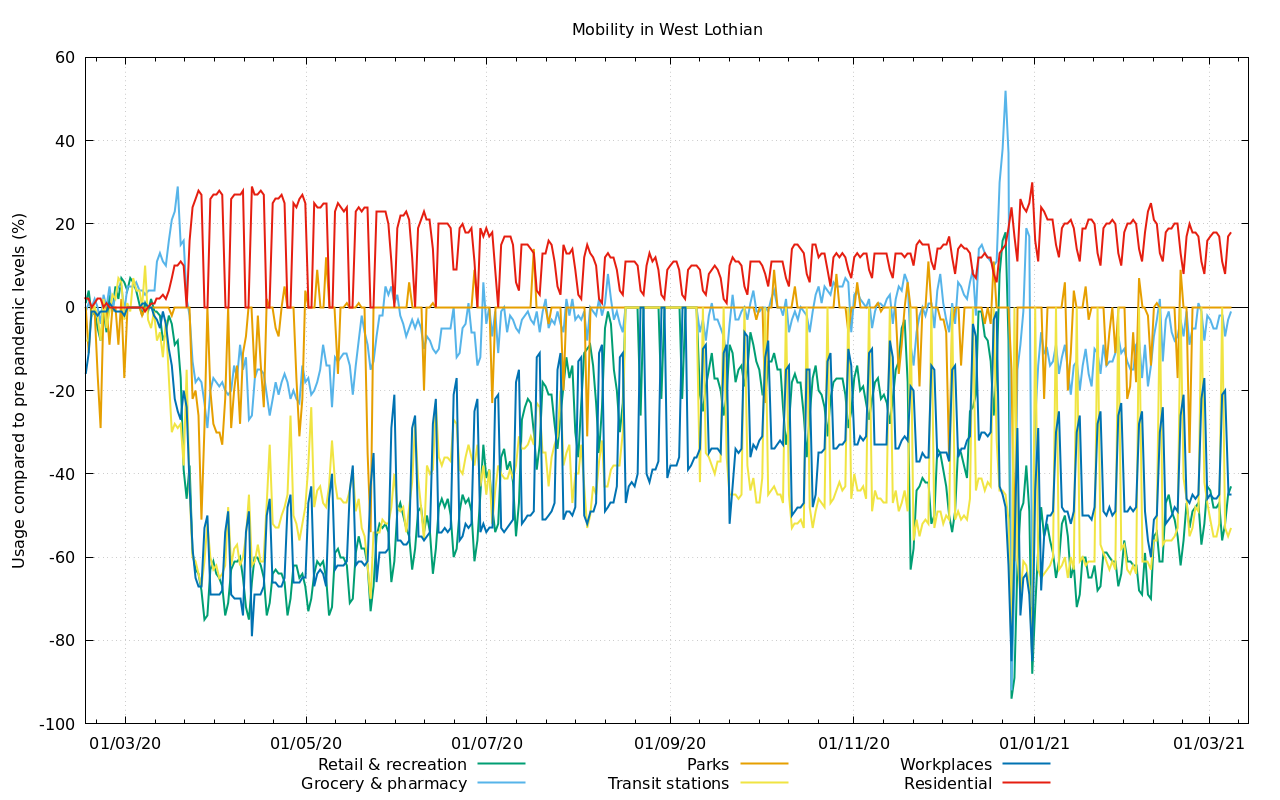 Mobility in West Lothian
Usage compared to pre pandemic levels (%)
60
40
20
0
-20
-40
-60
-80
-100
01/03/20 01/05/20 01/07/20 01/09/20 01/11/20 01/01/21 01/03/21
Retail & recreation Parks Workplaces
Grocery & pharmacy Transit stations Residential